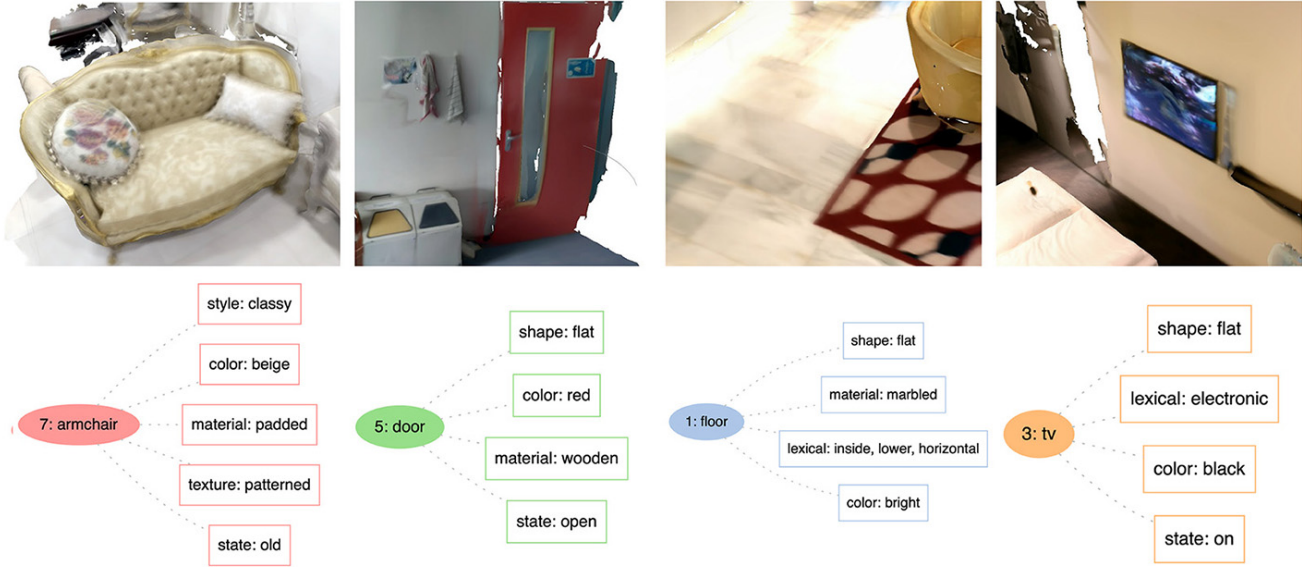 style: classy
color: beige
7: armchair
material: padded
texture: patterned
state: old
shape: flat
color: red
5: door
material: wooden
state: open
shape: flat
material: marbled
1: floor
lexical: inside, lower, horizontal
color: bright
shape: flat
lexical: electronic
3: tv
color: black
state: on